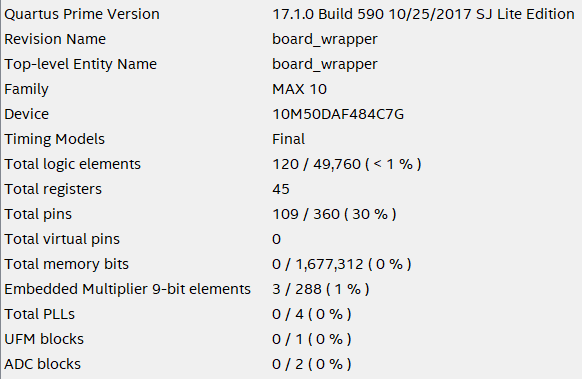 Quartus Prime Version 17.1.0 Build 590 10/25/2017 SJ Lite Edition
Revision Name board_wrapper
Top-level Entity Name board_wrapper
Family MAX 10
Device 10M50DAF484C7G
Timing Models Final
Total logic elements 120 / 49,760 ( < 1 % )
Total registers 45
Total pins 109 / 360 ( 30 % )
Total virtual pins 0
Total memory bits 0 / 1,677,312 ( 0 % )
Embedded Multiplier 9-bit elements 3 / 288 ( 1 % )
Total PLLs 0 / 4 ( 0 % )
UFM blocks 0 / 1 ( 0 % )
ADC blocks 0 / 2 ( 0 % )